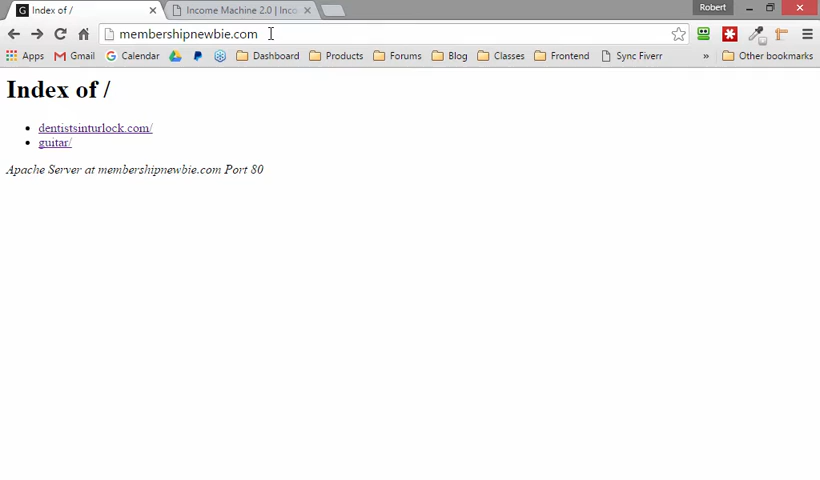 Index of /
Income Machine 2.0 | Inco
Robert
membershipnewbie.com
Apps
Gmail
Calendar
Dashboard
Products
Forums
Blog
Classes
Frontend
Sync Fiverr
»
Other bookmarks
Index of /
• dentistsinturlock.com/
• guitar/
Apache Server at membershipnewbie.com Port 80